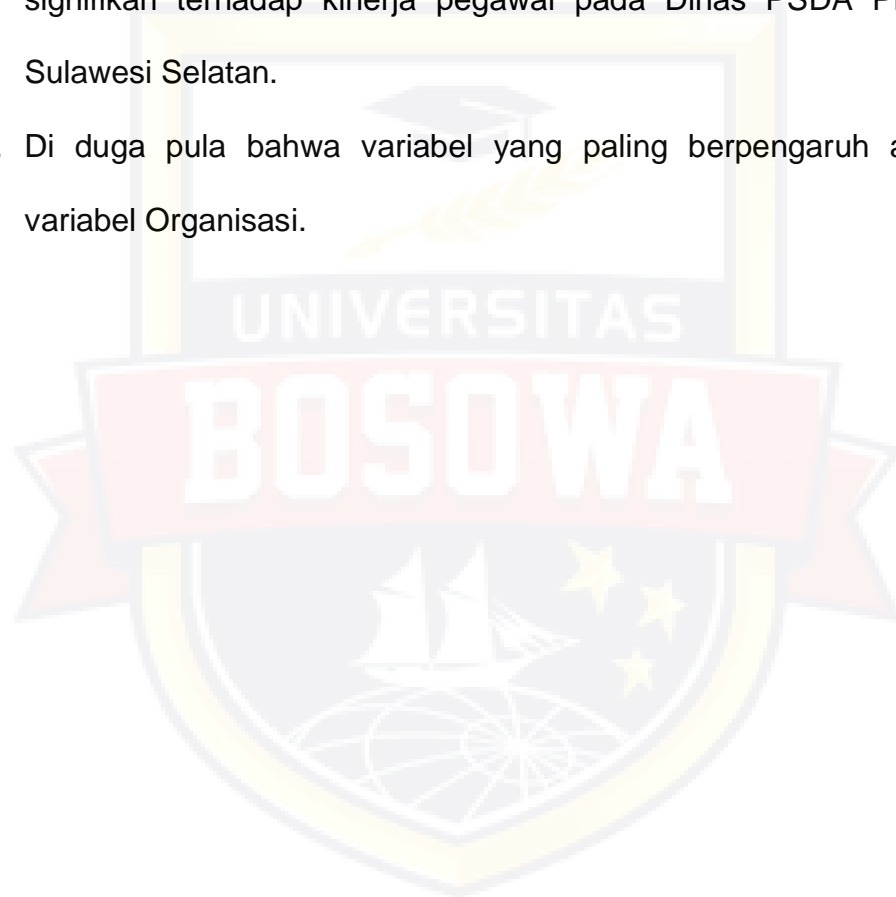 signifikan terhadap kinerja pegawai pada Dinas PSDA
Sulawesi Selatan.
Di duga pula bahwa variabel yang paling berpengaruh
variabel Organisasi.
UNIVERSITAS
BOSOWA